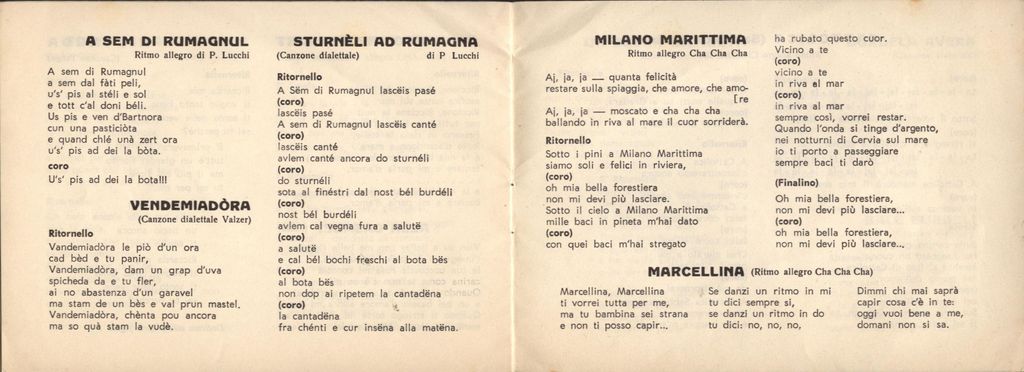 A SEM DI RUMAGNUL
Ritmo allegro di P. Lucchi
A sem di Rumagnul
a sem dal fàti peli,
u's' pis al stéli e sol
e tott c'al doni béli.
Us pis e ven d'Bartnora
cun una pasticiòta
e quand chlé unà zert ora
u's' pis ad dei la bòta.
coro
U's' pis ad dei la bota!!!
VENDEMIADÒRA
(Canzone dialettale Valzer)
Ritornello
Vandemiadòra le piò d'un ora
cad bèd e tu panir,
Vandemiadòra, dam un grap d'uva
spicheda da e tu fler,
ai no abastenza d'un garavel
ma stam de un bès e val prun mastel.
Vandemiadòra, chènta pou ancora
ma so quà stam la vudè.
STURNÈLI AD RUMAGNA
(Canzone dialettale) di P Lucchi
Ritornello
A Sëm di Rumagnul lascëis pasé
(coro)
lascëis pasé
A sem di Rumagnul lascëis canté
(coro)
lascëis canté
avlem canté ancora do sturnéli
(coro)
do sturnéli
sota al finéstri dal nost bél burdéli
(coro)
nost bél burdéli
avlem cal vegna fura a salutë
(coro)
a salutë
e cal bél bochi freschi al bota bës
(coro)
al bota bës
non dop ai ripetem la cantadëna
(coro)
la cantadëna
fra chénti e cur insëna alla matëna.
MILANO MARITTIMA
Ritmo allegro Cha Cha Cha
Aj, ja, ja — quanta felicità
restare sulla spiaggia, che amore, che amo-
[re
Aj, ja, ja — moscato e cha cha cha
ballando in riva al mare il cuor sorriderà.
Ritornello
Sotto i pini a Milano Marittima
siamo soli e felici in riviera,
(coro)
oh mia bella forestiera
non mi devi più lasciare.
Sotto il cielo a Milano Marittima
mille baci in pineta m'hai dato
(coro)
con quei baci m'hai stregato
ha rubato questo cuor.
Vicino a te
(coro)
vicino a te
in riva al mar
(coro)
in riva al mar
sempre così, vorrei restar.
Quando l'onda si tinge d'argento,
nei notturni di Cervia sul mare
io ti porto a passeggiare
sempre baci ti darò
(Finalino)
Oh mia bella forestiera,
non mi devi più lasciare...
(coro)
oh mia bella forestiera,
non mi devi più lasciare...
MARCELLINA (Ritmo allegro Cha Cha Cha)
Marcellina, Marcellina
ti vorrei tutta per me,
ma tu bambina sei strana
e non ti posso capir...
Se danzi un ritmo in mi
tu dici sempre si,
se danzi un ritmo in do
tu dici: no, no, no,
Dimmi chi mai saprà
capir cosa c'è in te:
oggi vuoi bene a me,
domani non si sa.